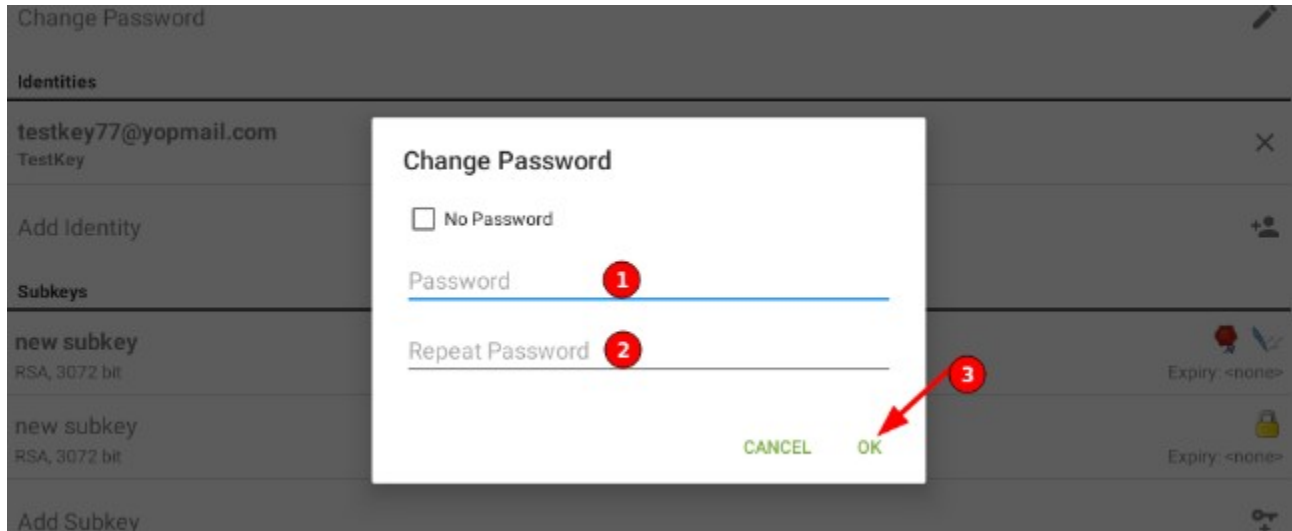 Change Password
Identities
testkey77@yopmail.com
TestKey
Add Identity
Subkeys
new subkey
RSA, 3072 bit
Expiry: <none>
new subkey
RSA, 3072 bit
Expiry: <none>
Add Subkey
Change Password
No Password
Password 1
Repeat Password 2
3
CANCEL OK